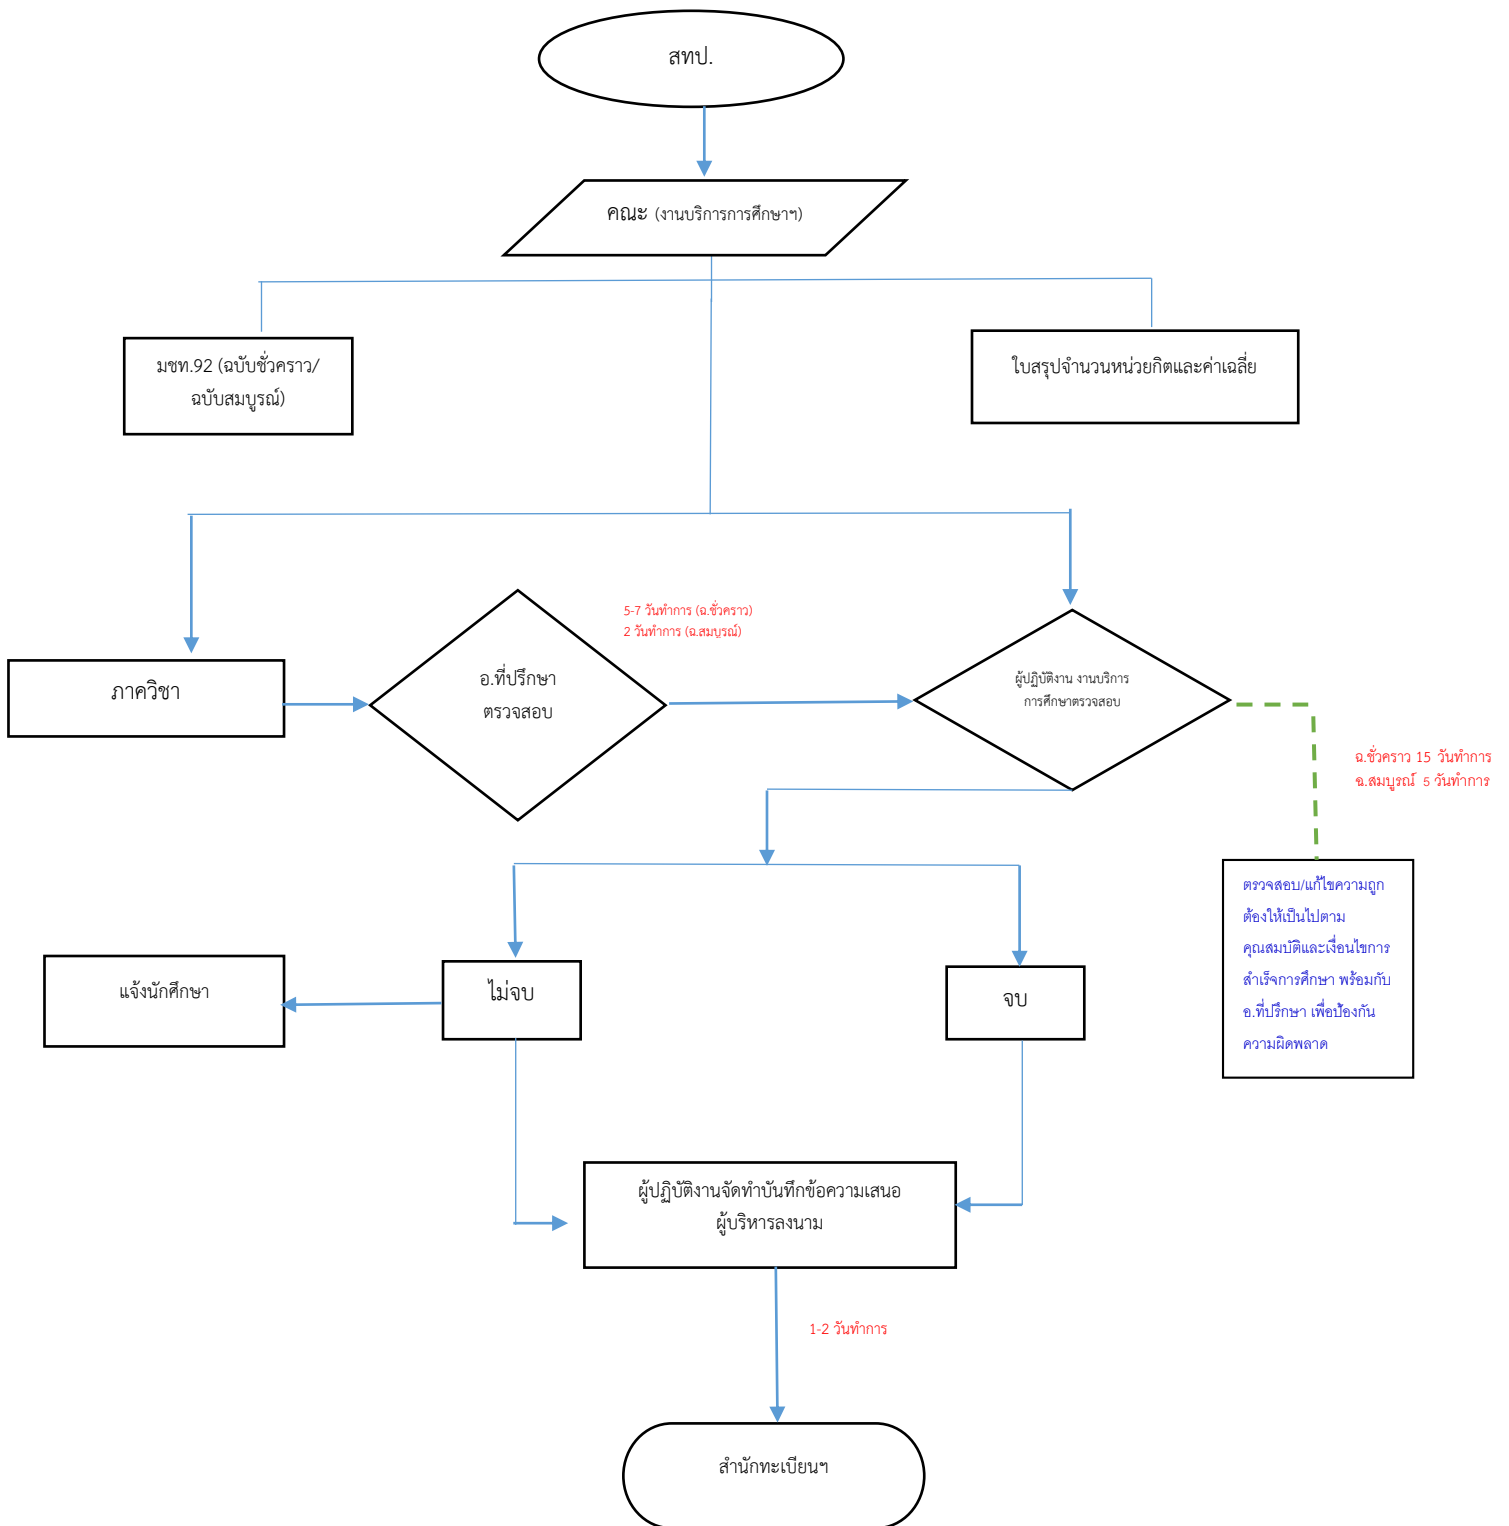 สทป.
คณะ (งานบริการการศึกษาฯ)
มชท.92 (ฉบับชั่วคราว/
ฉบับสมบูรณ์)
ใบสรุปจำนวนหน่วยกิตและค่าเฉลี่ย
5-7 วันทำการ (ฉ.ชั่วคราว)
2 วันทำการ (ฉ.สมบูรณ์)
ภาควิชา
อ.ที่ปรึกษา
ตรวจสอบ
ผู้ปฏิบัติงาน งานบริการ
การศึกษาตรวจสอบ
ฉ.ชั่วคราว 15 วันทำการ
ฉ.สมบูรณ์ 5 วันทำการ
ตรวจสอบ/แก้ไขความถูก
ต้องให้เป็นไปตาม
คุณสมบัติและเงื่อนไขการ
สำเร็จการศึกษา พร้อมกับ
อ.ที่ปรึกษา เพื่อป้องกัน
ความผิดพลาด
แจ้งนักศึกษา
ไม่จบ
จบ
ผู้ปฏิบัติงานจัดทำบันทึกข้อความเสนอ
ผู้บริหารลงนาม
1-2 วันทำการ
สำนักทะเบียนฯ